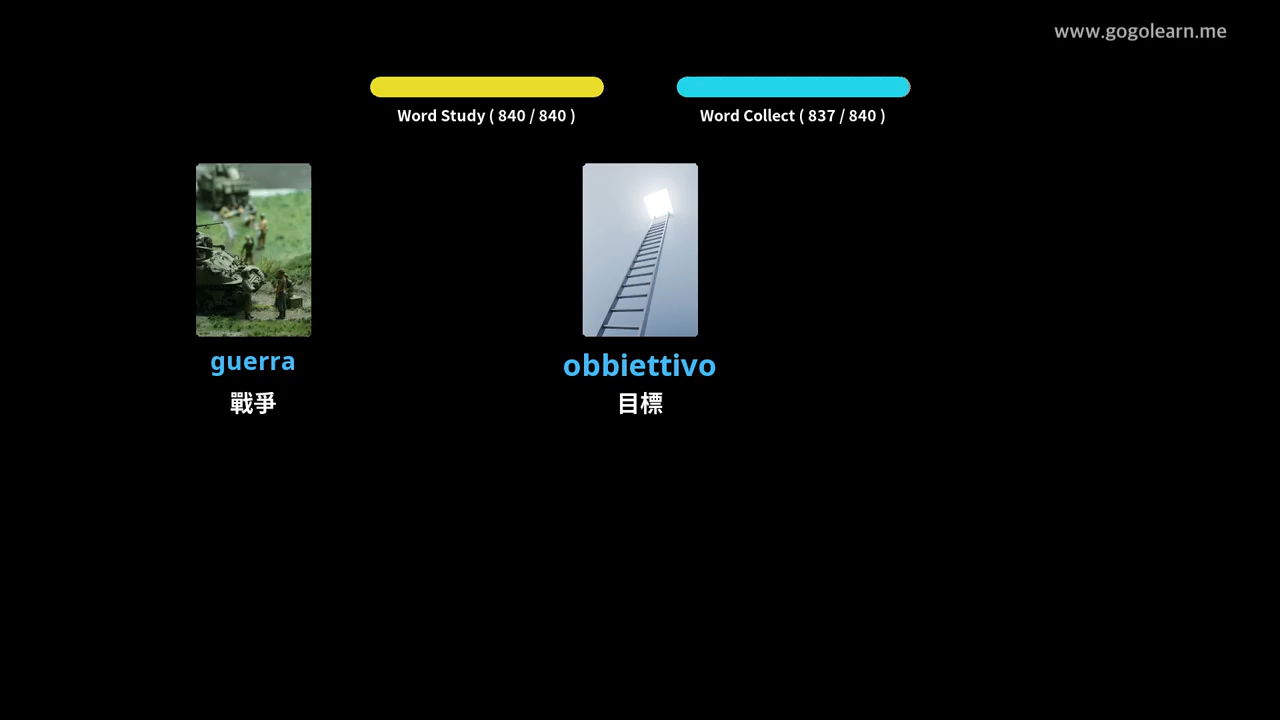 www.gogolearn.me
Word Study ( 840 / 840 )
Word Collect ( 837 / 840 )
guerra
戰爭
obbiettivo
目標